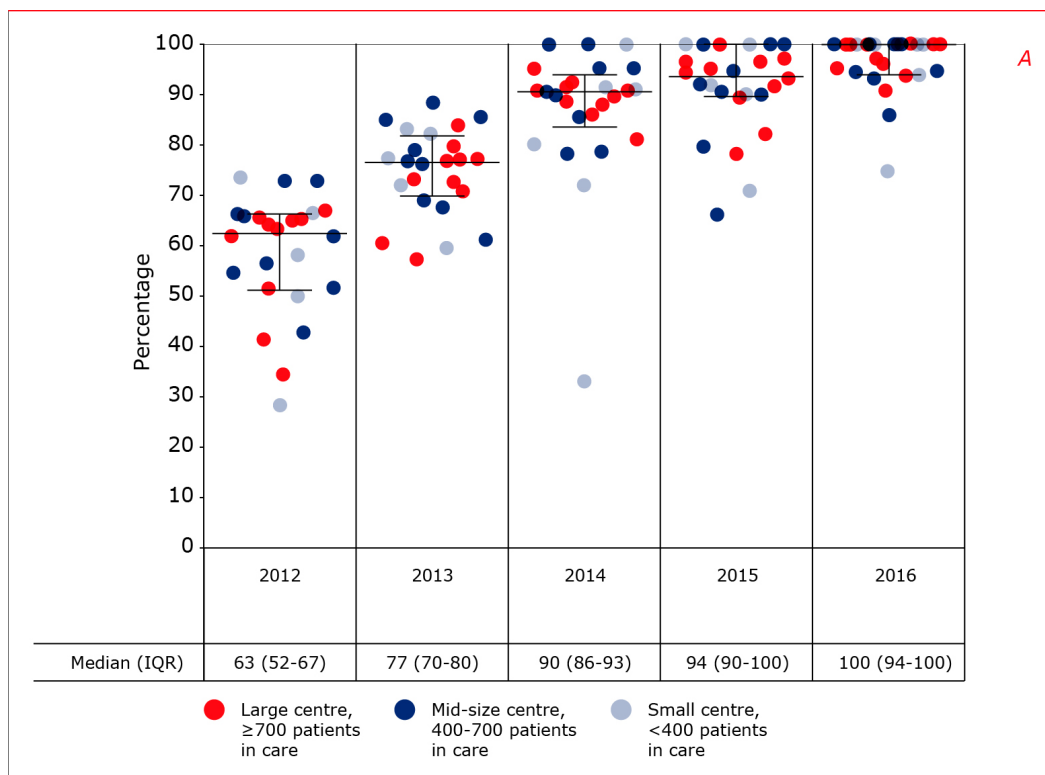 A
Percentage
100
90
80
70
60
50
40
30
20
10
0
2012 2013 2014 2015 2016
Median (IQR) 63 (52-67) 77 (70-80) 90 (86-93) 94 (90-100) 100 (94-100)
Large centre,
≥700 patients
in care
Mid-size centre,
400-700 patients
in care
Small centre,
<400 patients
in care